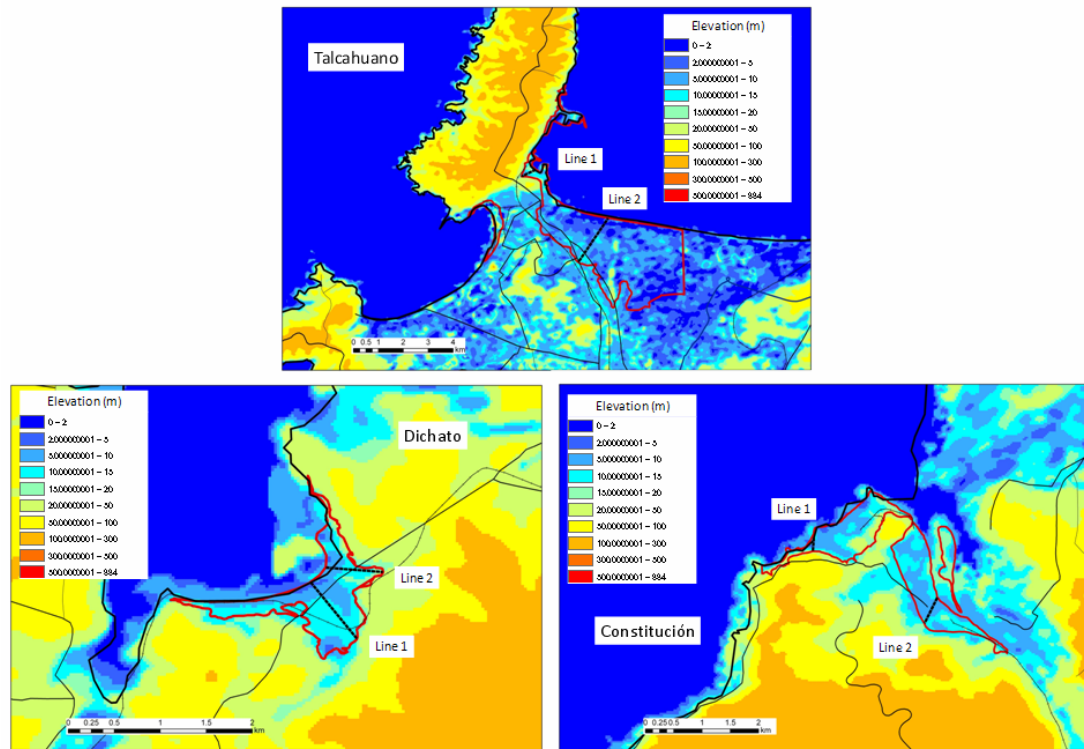 Talcahuano
Elevation (m)
0 – 2
2.000000001 – 5
5.000000001 – 10
10.00000001 – 15
15.00000001 – 20
20.00000001 – 50
50.00000001 – 100
100.0000001 – 300
300.0000001 – 500
500.0000001 – 884
Line 1
Line 2
0 0.5 1 2 3 4
km
Elevation (m)
0 – 2
2.000000001 – 5
5.000000001 – 10
10.00000001 – 15
15.00000001 – 20
20.00000001 – 50
50.00000001 – 100
100.0000001 – 300
300.0000001 – 500
500.0000001 – 884
Dichato
Line 2
Line 1
0 0.25 0.5 1 1.5 2
km
Elevation (m)
0 – 2
2.000000001 – 5
5.000000001 – 10
10.00000001 – 15
15.00000001 – 20
20.00000001 – 50
50.00000001 – 100
100.0000001 – 300
300.0000001 – 500
500.0000001 – 884
Line 1
Constitución
Line 2
0 0.25 0.5 1 1.5 2
km